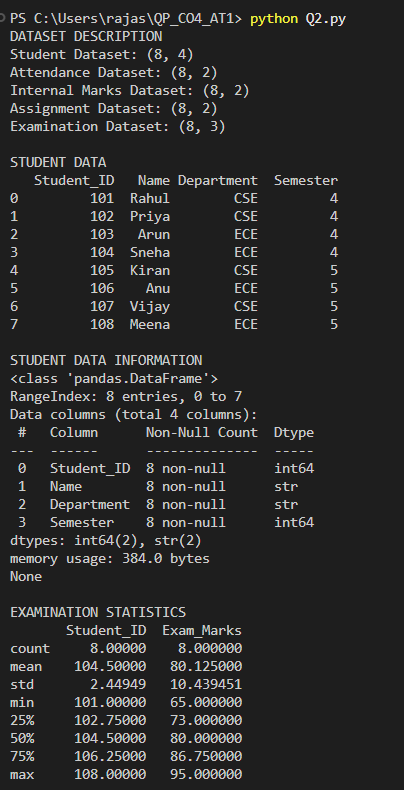 PS C:\Users\rajas\QP_CO4_AT1> python Q2.py
DATASET DESCRIPTION
Student Dataset: (8, 4)
Attendance Dataset: (8, 2)
Internal Marks Dataset: (8, 2)
Assignment Dataset: (8, 2)
Examination Dataset: (8, 3)

STUDENT DATA
   Student_ID   Name Department  Semester
0         101  Rahul        CSE         4
1         102  Priya        CSE         4
2         103   Arun        ECE         4
3         104  Sneha        ECE         4
4         105  Kiran        CSE         5
5         106    Anu        ECE         5
6         107  Vijay        CSE         5
7         108  Meena        ECE         5

STUDENT DATA INFORMATION
<class 'pandas.DataFrame'>
RangeIndex: 8 entries, 0 to 7
Data columns (total 4 columns):
 #   Column      Non-Null Count  Dtype
---  ------      --------------  -----
 0   Student_ID  8 non-null      int64
 1   Name        8 non-null      str
 2   Department  8 non-null      str
 3   Semester    8 non-null      int64
dtypes: int64(2), str(2)
memory usage: 384.0 bytes
None

EXAMINATION STATISTICS
       Student_ID  Exam_Marks
count     8.00000    8.000000
mean    104.50000   80.125000
std       2.44949   10.439451
min     101.00000   65.000000
25%     102.75000   73.000000
50%     104.50000   80.000000
75%     106.25000   86.750000
max     108.00000   95.000000